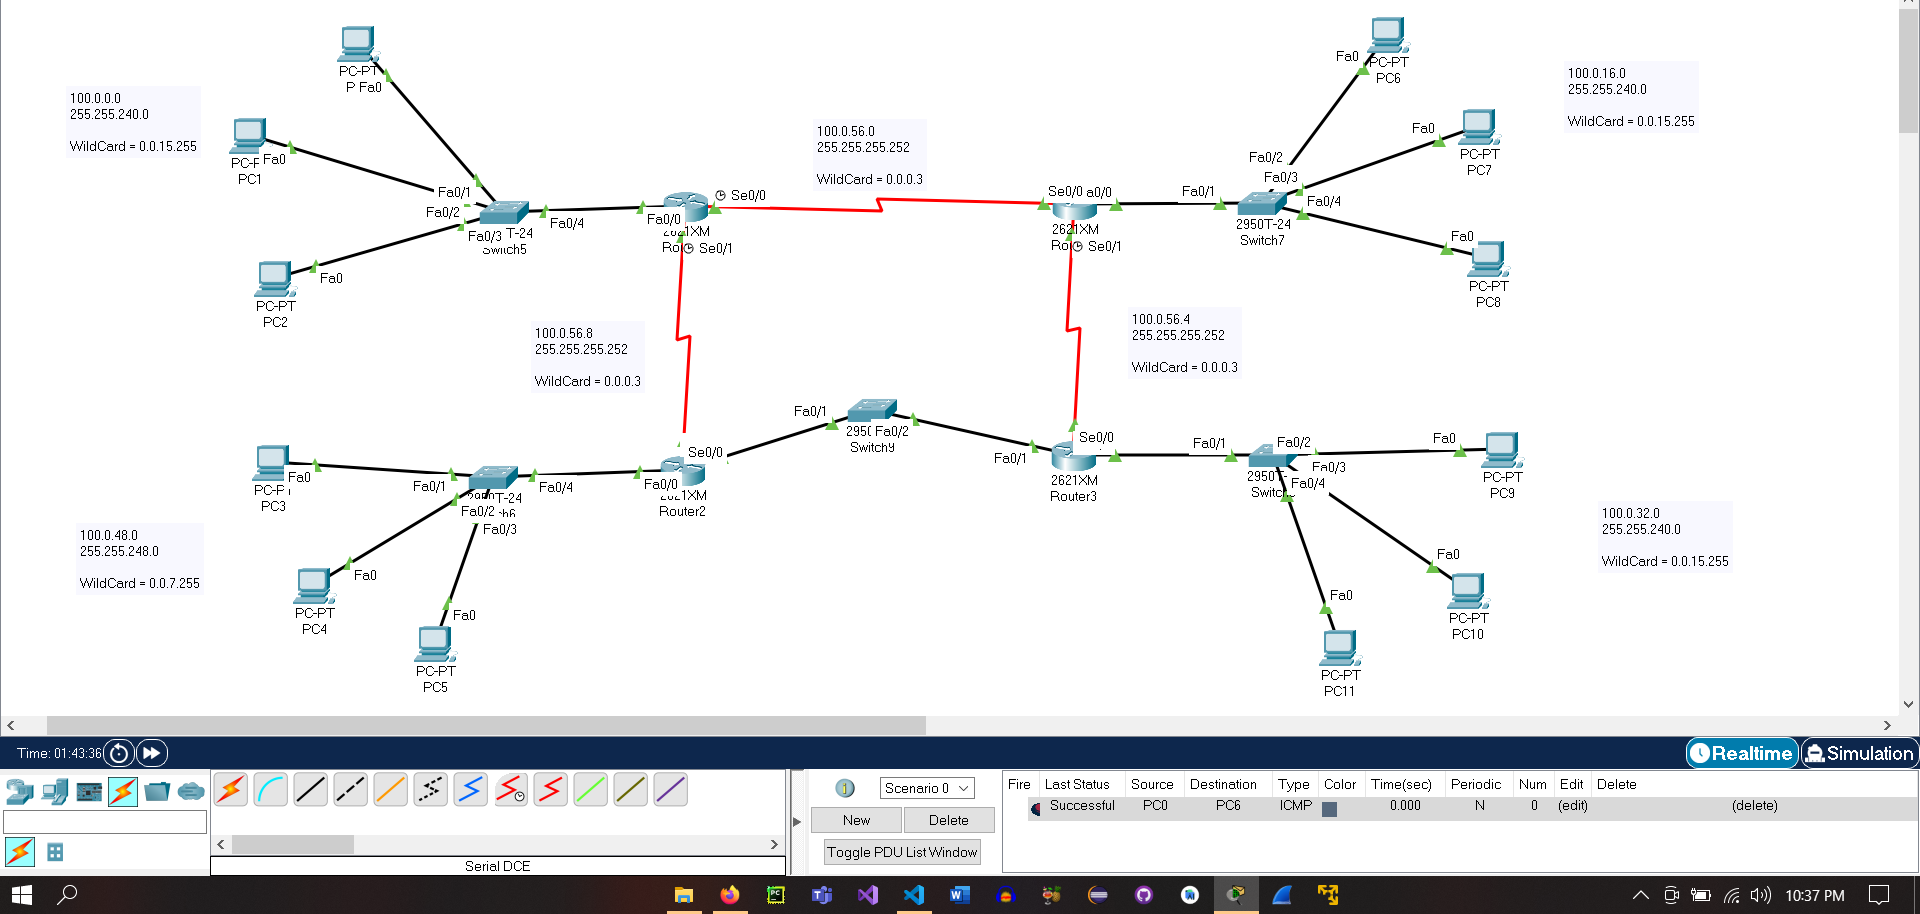 PC-PT
P Fa0
100.0.0.0
255.255.240.0
WildCard = 0.0.15.255
Fa0
PC1
Fa0/1
Fa0/2
Fa0/3
T-24
Switch5
Fa0/4
Fa0
PC-PT
PC2
Fa0/0
2621XM
Se0/0
Se0/1
100.0.56.0
255.255.255.252
WildCard = 0.0.0.3
Se0/0
a0/0
2621XM
Se0/1
Fa0/1
Fa0/2
Fa0/3
Fa0/4
2950T-24
Switch7
Fa0
PC-PT
PC6
Fa0
PC-PT
PC7
Fa0
PC-PT
PC8
100.0.16.0
255.255.240.0
WildCard = 0.0.15.255
100.0.56.8
255.255.255.252
WildCard = 0.0.0.3
100.0.56.4
255.255.255.252
WildCard = 0.0.0.3
Fa0
PC3
Fa0/1
Fa0/2
Fa0/3
Fa0/4
Fa0/0
Se0/0
2621XM
Router2
Fa0/1
Fa0/2
Switch9
Fa0/1
Se0/0
2621XM
Router3
Fa0/1
Fa0/2
Fa0/3
Fa0/4
Fa0
PC-PT
PC9
100.0.48.0
255.255.248.0
WildCard = 0.0.7.255
Fa0
PC-PT
PC4
Fa0
PC-PT
PC5
100.0.32.0
255.255.240.0
WildCard = 0.0.15.255
Fa0
PC-PT
PC10
Fa0
PC-PT
PC11
Time: 01:43:36
Realtime
Simulation
Serial DCE
1
Scenario 0
New
Delete
Toggle PDU List Window
Fire Last Status Source Destination Type Color Time(sec) Periodic Num Edit Delete
Successful PC0 PC6 ICMP 0.000 N 0 (edit) (delete)
10:37 PM